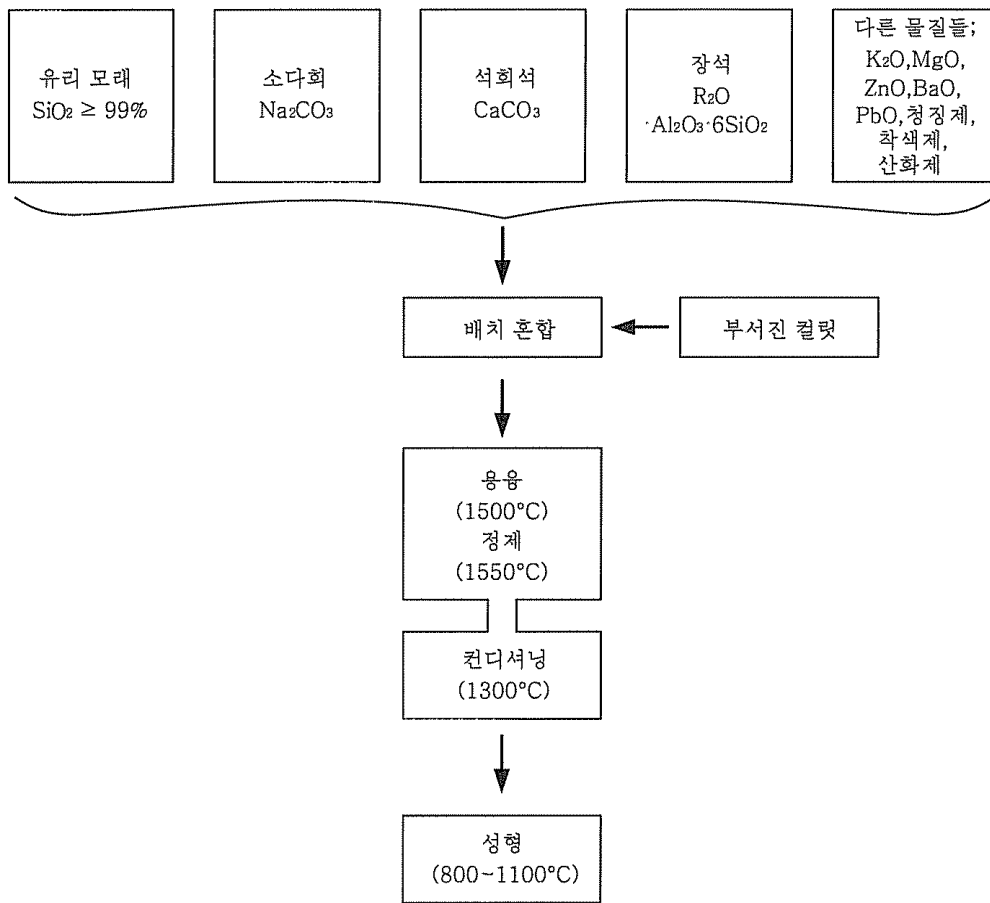 유리 모래
SiO₂ ≥ 99%
소다회
Na₂CO₃
석회석
CaCO₃
장석
R₂O
·Al₂O₃·6SiO₂
다른 물질들;
K₂O,MgO,
ZnO,BaO,
PbO,청징제,
착색제,
산화제
배치 혼합
부서진 컬릿
용융
(1500°C)
정제
(1550°C)
컨디셔닝
(1300°C)
성형
(800~1100°C)